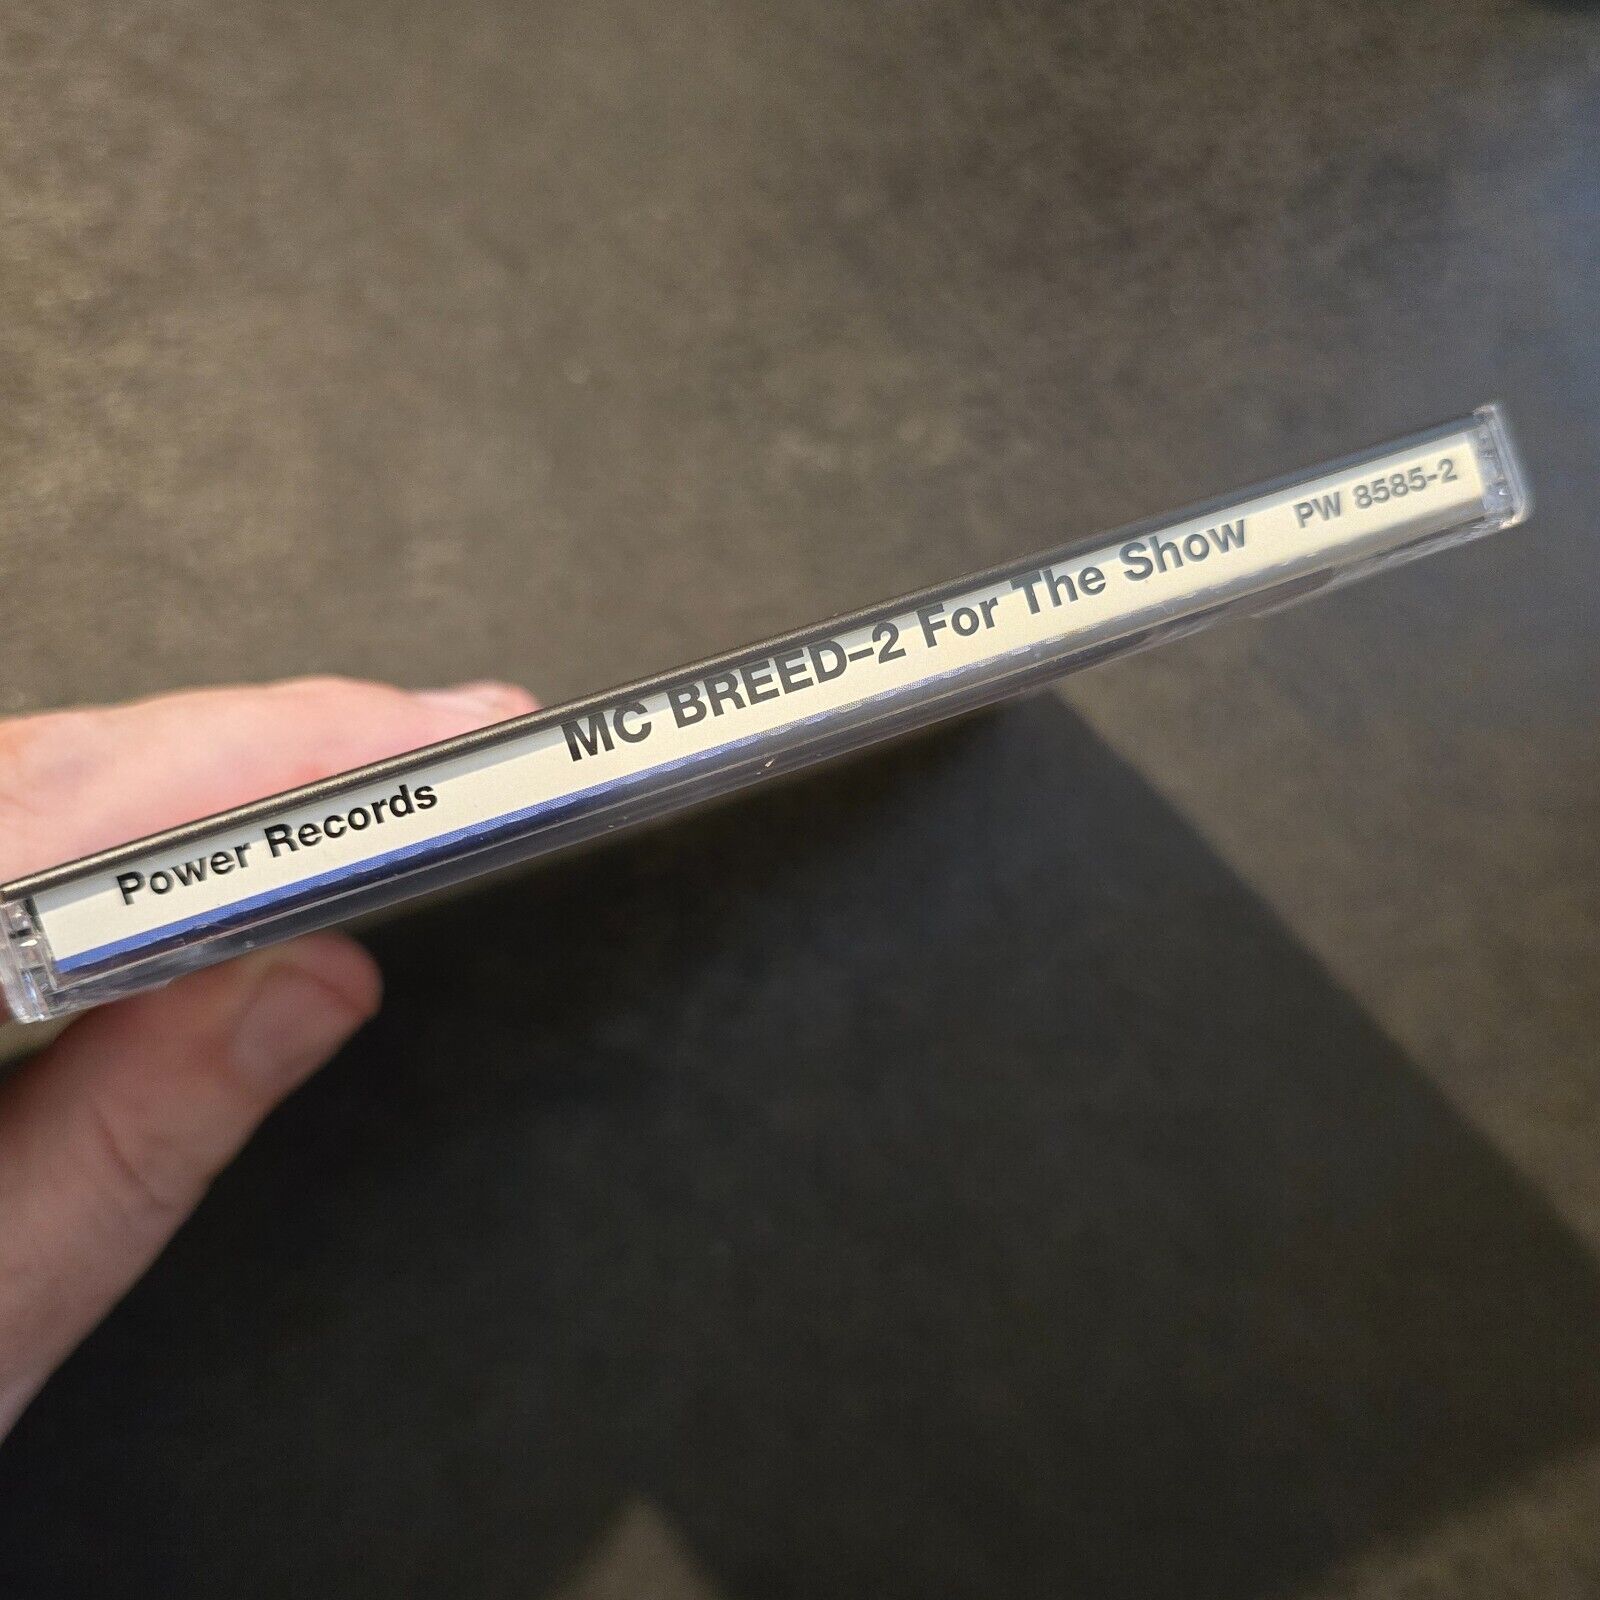 Power Records MC BREED-2 For The Show PW 8585-2